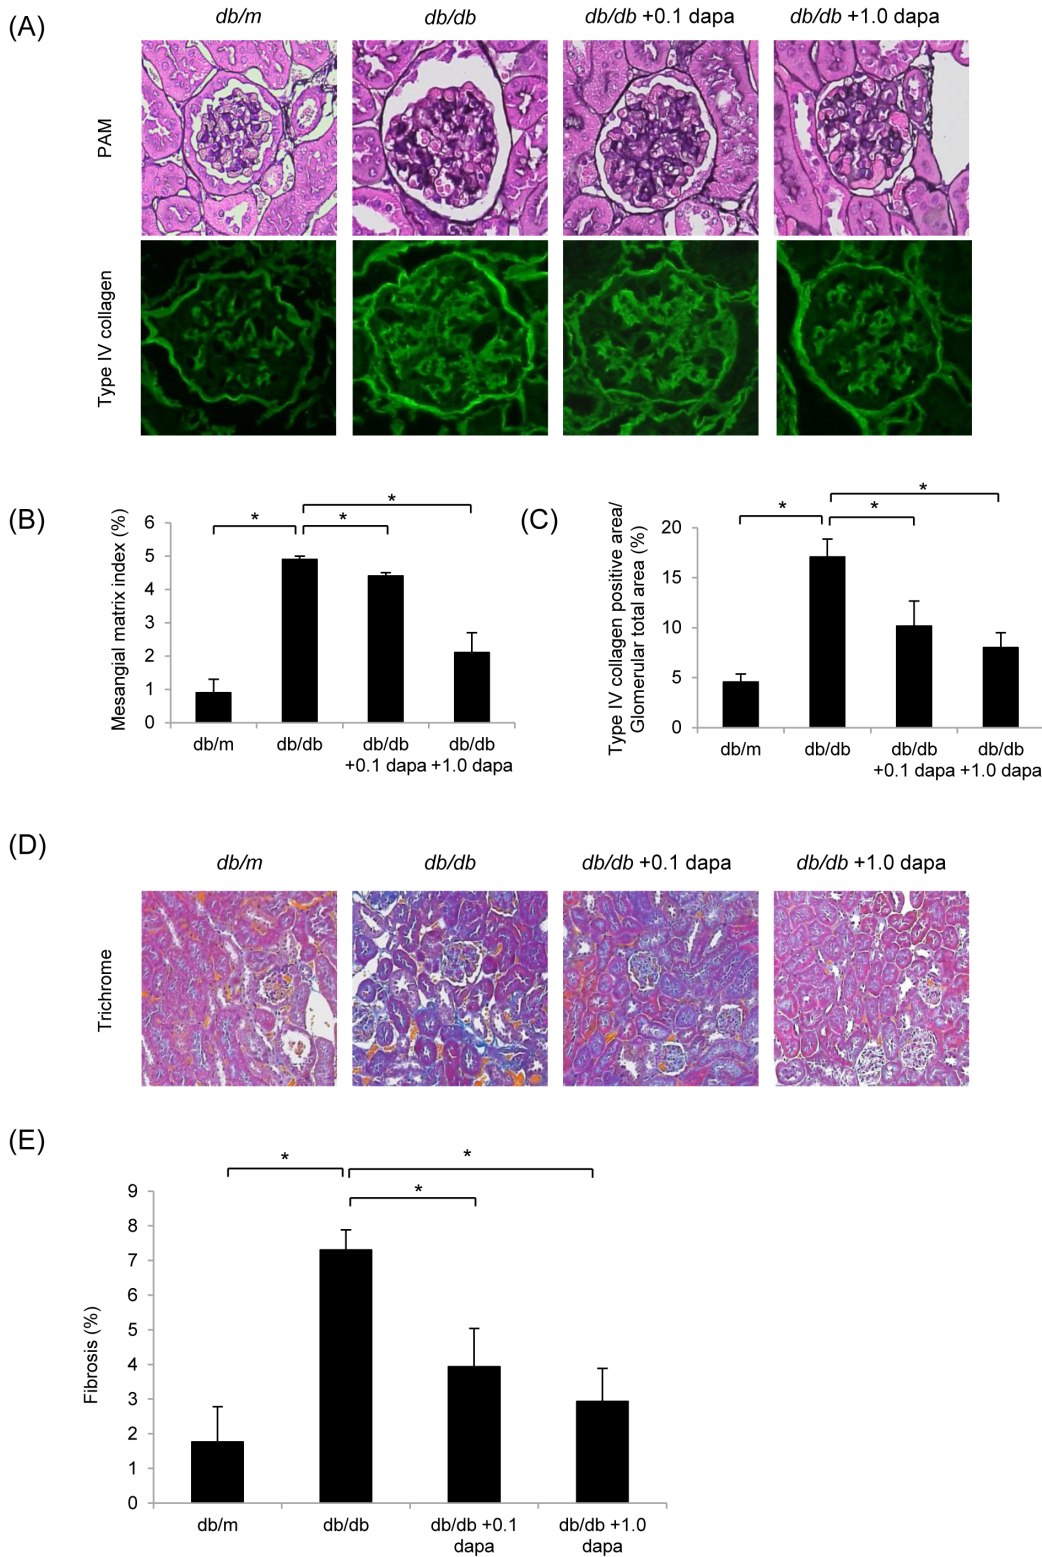 (A)
db/m
db/db
db/db +0.1 dapa
db/db +1.0 dapa
PAM
Type IV collagen
(B)
Mesangial matrix index (%)
6
5
4
3
2
1
0
*
*
*
db/m
db/db
db/db
+0.1 dapa
db/db
+1.0 dapa
(C)
Type IV collagen positive area/
Glomerular total area (%)
20
15
10
5
0
*
*
*
db/m
db/db
db/db
+0.1 dapa
db/db
+1.0 dapa
(D)
db/m
db/db
db/db +0.1 dapa
db/db +1.0 dapa
Trichrome
(E)
Fibrosis (%)
9
8
7
6
5
4
3
2
1
0
*
*
*
db/m
db/db
db/db +0.1
dapa
db/db +1.0
dapa